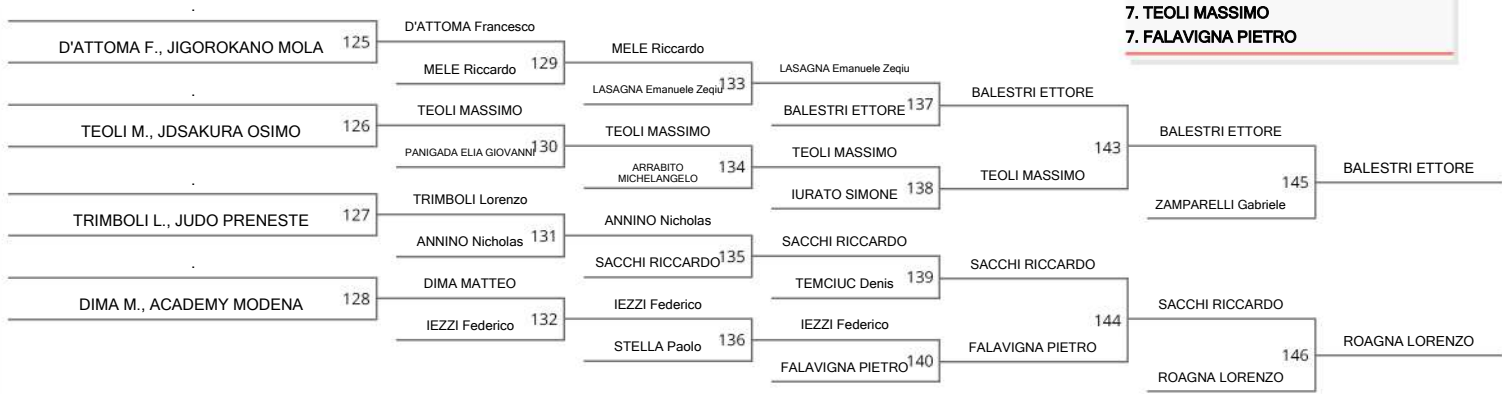 7. TEOLI MASSIMO
7. FALAVIGNA PIETRO
.
D'ATTOMA F., JIGOROKANO MOLA
125
.
TEOLI M., JDSAKURA OSIMO
126
.
TRIMBOLI L., JUDO PRENESTE
127
.
DIMA M., ACADEMY MODENA
128
D'ATTOMA Francesco
MELE Riccardo
129
TEOLI MASSIMO
PANIGADA ELIA GIOVANNI
130
TRIMBOLI Lorenzo
ANNINO Nicholas
131
DIMA MATTEO
IEZZI Federico
132
MELE Riccardo
LASAGNA Emanuele Zeqiu
133
TEOLI MASSIMO
ARRABITO
MICHELANGELO
134
ANNINO Nicholas
SACCHI RICCARDO
135
IEZZI Federico
STELLA Paolo
136
LASAGNA Emanuele Zeqiu
BALESTRI ETTORE
137
TEOLI MASSIMO
IURATO SIMONE
138
SACCHI RICCARDO
TEMCIUC Denis
139
IEZZI Federico
FALAVIGNA PIETRO
140
BALESTRI ETTORE
143
TEOLI MASSIMO
SACCHI RICCARDO
144
FALAVIGNA PIETRO
BALESTRI ETTORE
145
ZAMPARELLI Gabriele
SACCHI RICCARDO
146
ROAGNA LORENZO
BALESTRI ETTORE
ROAGNA LORENZO